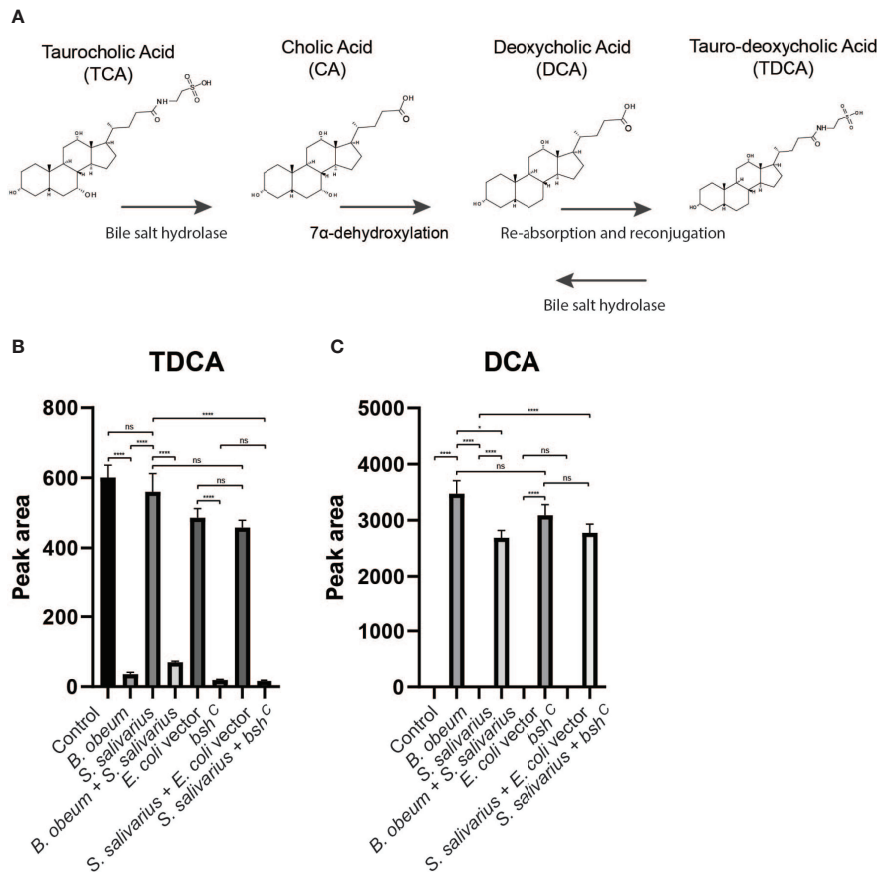 A
Taurocholic Acid
(TCA)
Cholic Acid
(CA)
Deoxycholic Acid
(DCA)
Tauro-deoxycholic Acid
(TDCA)
Bile salt hydrolase
7α-dehydroxylation
Re-absorption and reconjugation
Bile salt hydrolase
B
TDCA
Peak area
800
600
400
200
0
ns
****
****
****
****
ns
ns
****
ns
Control
B. obeum
S. salivarius
B. obeum + S. salivarius
E. coli vector
bsh C
S. salivarius + E. coli vector
S. salivarius + bsh C
C
DCA
Peak area
5000
4000
3000
2000
1000
0
****
*
****
****
****
ns
ns
****
ns
Control
B. obeum
S. salivarius
B. obeum + S. salivarius
E. coli vector
bsh C
S. salivarius + E. coli vector
S. salivarius + bsh C